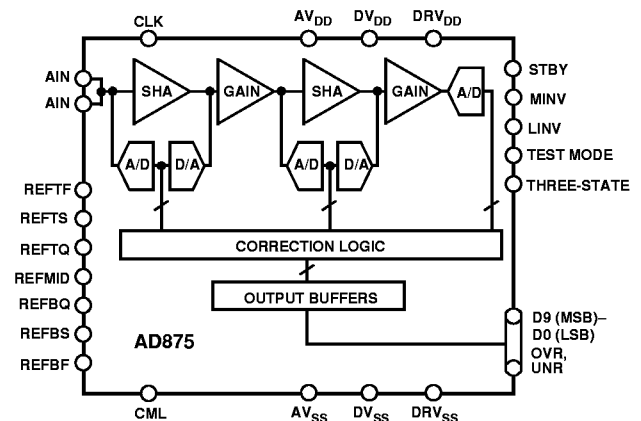 CLK
AVDD
DVDD
DRVDD
AIN
AIN
SHA
GAIN
SHA
GAIN
A/D
A/D
D/A
A/D
D/A
STBY
MINV
LINV
TEST MODE
THREE-STATE
REFTF
REFTS
REFTQ
REFMID
REFBQ
REFBS
REFBF
CORRECTION LOGIC
OUTPUT BUFFERS
AD875
D9 (MSB)–
D0 (LSB)
OVR,
UNR
CML
AVSS
DVSS
DRVSS